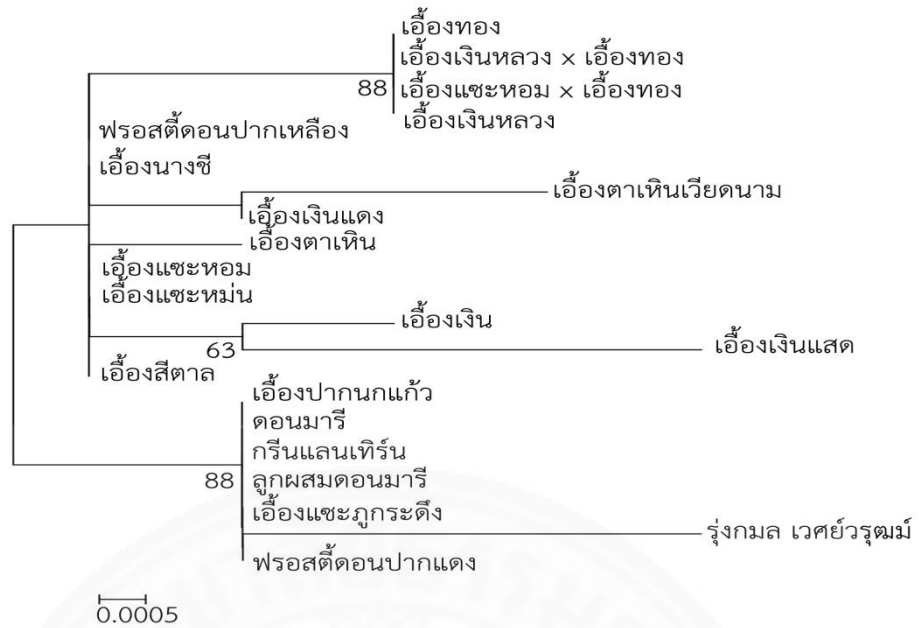 เอื้องทอง
เอื้องเงินหลวง × เอื้องทอง
88
เอื้องแซะหอม × เอื้องทอง
เอื้องเงินหลวง
ฟรอสตี้ดอนปากเหลือง
เอื้องนางชี
เอื้องตาเหินเวียดนาม
เอื้องเงินแดง
เอื้องตาเหิน
เอื้องแซะหอม
เอื้องแซะหม่น
เอื้องเงิน
63
เอื้องเงินแสด
เอื้องสีตาล
เอื้องปากนกแก้ว
ดอนมารี
กรีนแลนเทิร์น
88
ลูกผสมดอนมารี
เอื้องแซะภูกระดึง
รุ่งกมล เวศย์วรุฒม์
ฟรอสตี้ดอนปากแดง
0.0005